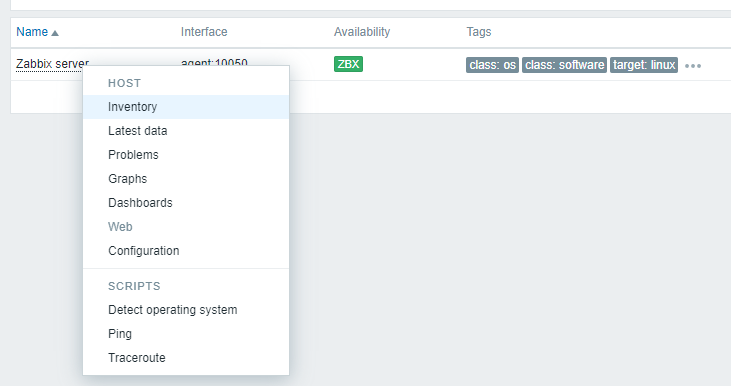 Name Interface Availability Tags
Zabbix server agent:10050 ZBX class: os class: software target: linux
HOST
Inventory
Latest data
Problems
Graphs
Dashboards
Web
Configuration
SCRIPTS
Detect operating system
Ping
Traceroute